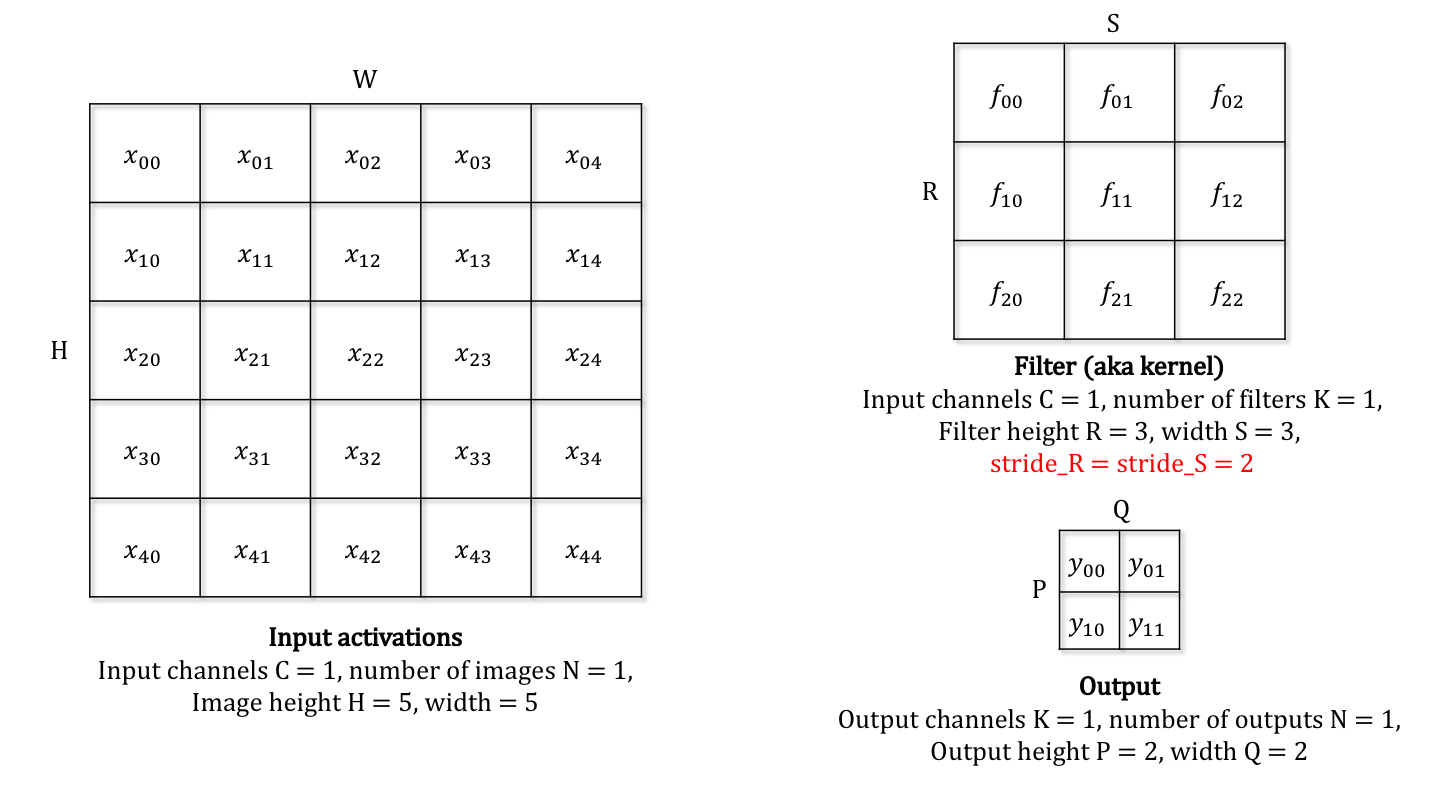 W
H
x₀₀ x₀₁ x₀₂ x₀₃ x₀₄
x₁₀ x₁₁ x₁₂ x₁₃ x₁₄
x₂₀ x₂₁ x₂₂ x₂₃ x₂₄
x₃₀ x₃₁ x₃₂ x₃₃ x₃₄
x₄₀ x₄₁ x₄₂ x₄₃ x₄₄
Input activations
Input channels C = 1, number of images N = 1,
Image height H = 5, width = 5
S
R
f₀₀ f₀₁ f₀₂
f₁₀ f₁₁ f₁₂
f₂₀ f₂₁ f₂₂
Filter (aka kernel)
Input channels C = 1, number of filters K = 1,
Filter height R = 3, width S = 3,
stride_R = stride_S = 2
Q
P
y₀₀ y₀₁
y₁₀ y₁₁
Output
Output channels K = 1, number of outputs N = 1,
Output height P = 2, width Q = 2